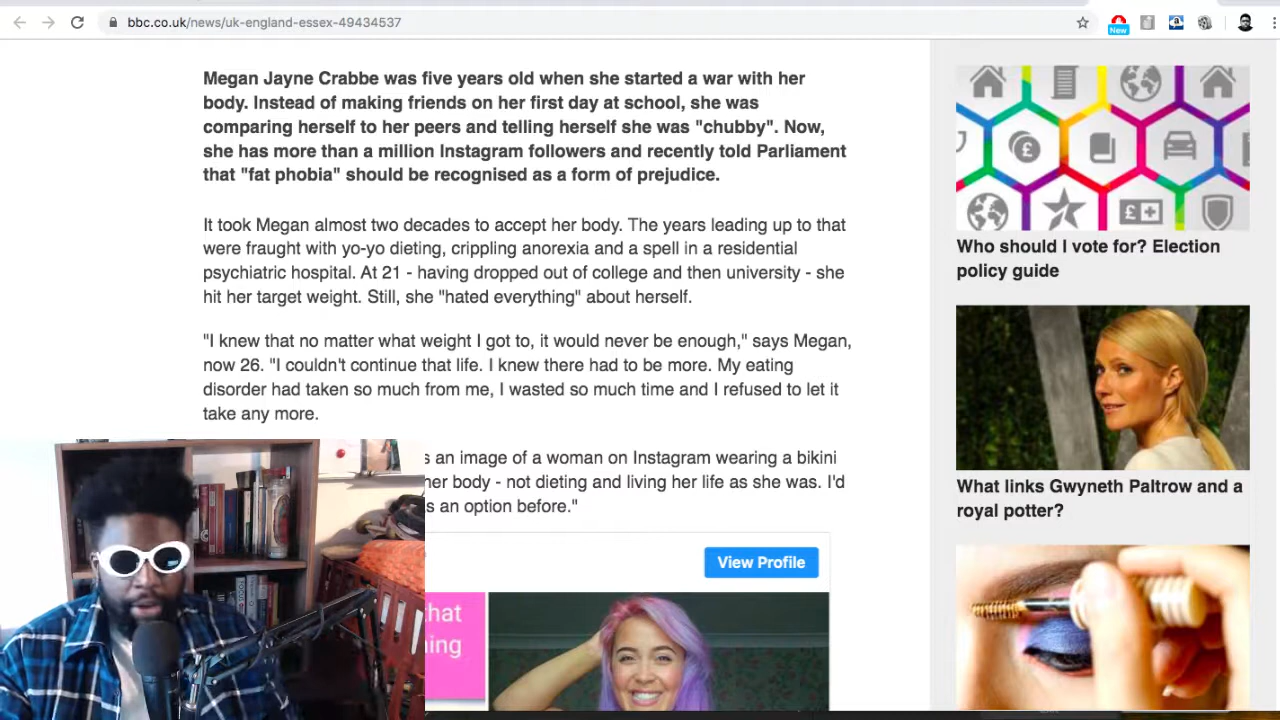 bbc.co.uk/news/uk-england-essex-49434537
New
Megan Jayne Crabbe was five years old when she started a war with her
body. Instead of making friends on her first day at school, she was
comparing herself to her peers and telling herself she was "chubby". Now,
she has more than a million Instagram followers and recently told Parliament
that "fat phobia" should be recognised as a form of prejudice.
It took Megan almost two decades to accept her body. The years leading up to that
were fraught with yo-yo dieting, crippling anorexia and a spell in a residential
psychiatric hospital. At 21 - having dropped out of college and then university - she
hit her target weight. Still, she "hated everything" about herself.
"I knew that no matter what weight I got to, it would never be enough," says Megan,
now 26. "I couldn't continue that life. I knew there had to be more. My eating
disorder had taken so much from me, I wasted so much time and I refused to let it
take any more.
s an image of a woman on Instagram wearing a bikini
her body - not dieting and living her life as she was. I'd
s an option before."
View Profile
that
ning
Who should I vote for? Election
policy guide
What links Gwyneth Paltrow and a
royal potter?